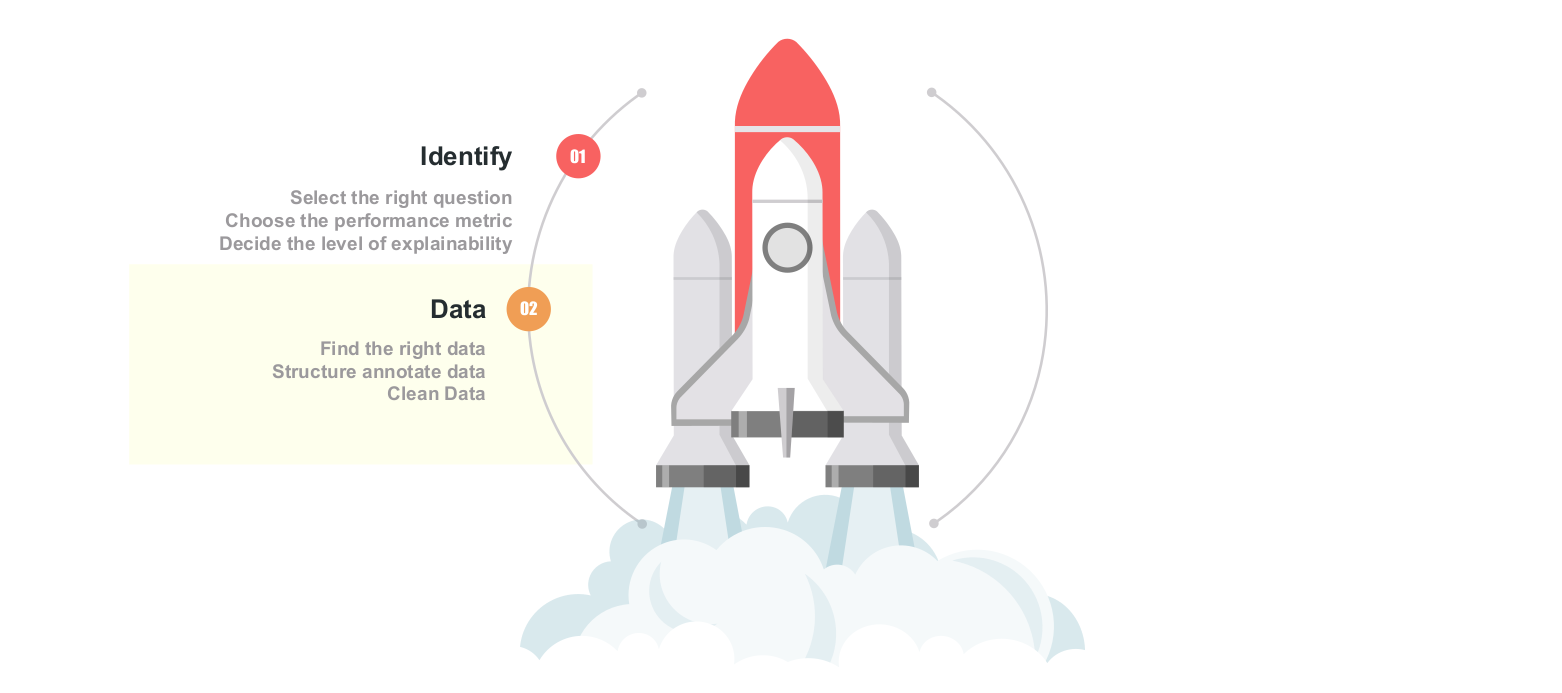 Identify
01
Select the right question
Choose the performance metric
Decide the level of explainability
Data
02
Find the right data
Structure annotate data
Clean Data